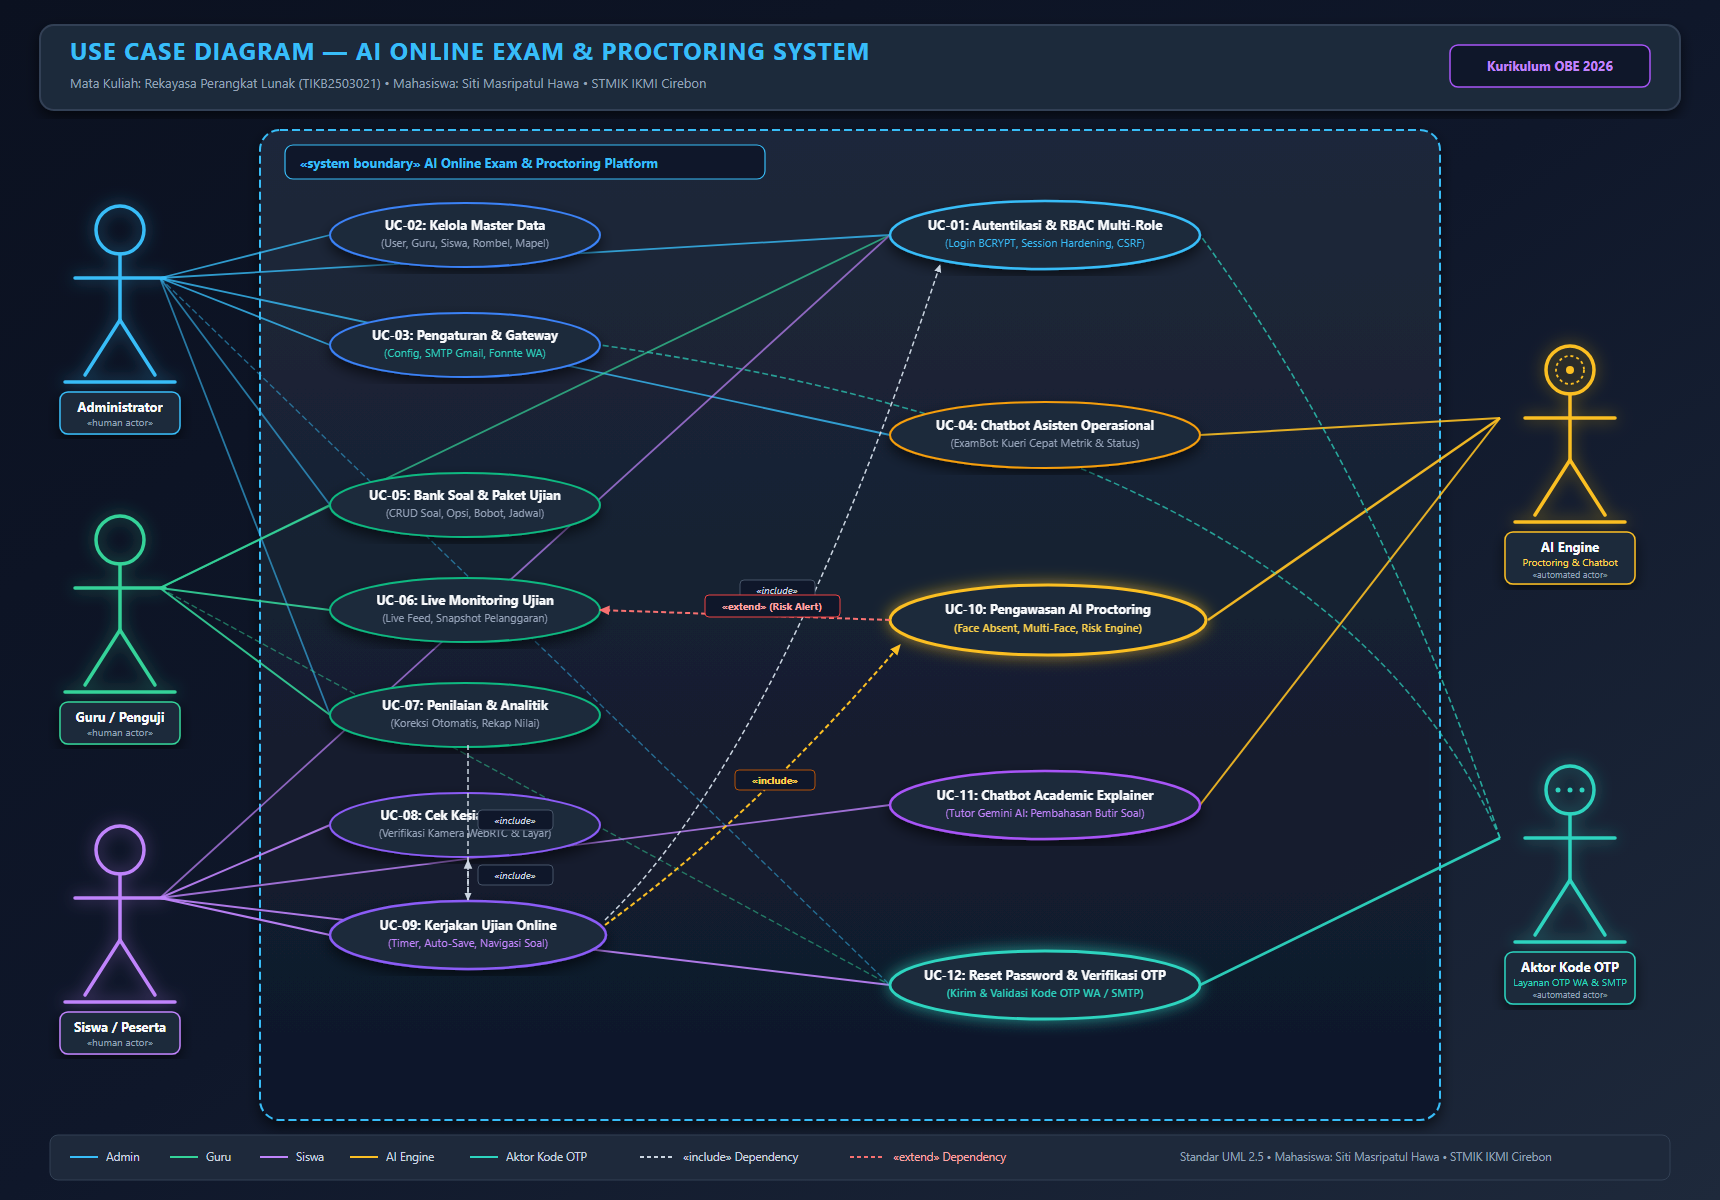 USE CASE DIAGRAM — AI ONLINE EXAM & PROCTORING SYSTEM
Mata Kuliah: Rekayasa Perangkat Lunak (TIKB2503021) • Mahasiswa: Siti Masripatul Hawa • STMIK IKMI Cirebon
Kurikulum OBE 2026
«system boundary» AI Online Exam & Proctoring Platform
UC-02: Kelola Master Data
(User, Guru, Siswa, Rombel, Mapel)
UC-01: Autentikasi & RBAC Multi-Role
(Login BCRYPT, Session Hardening, CSRF)
UC-03: Pengaturan & Gateway
(Config, SMTP Gmail, Fonnte WA)
Administrator
«human actor»
UC-04: Chatbot Asisten Operasional
(ExamBot: Kueri Cepat Metrik & Status)
UC-05: Bank Soal & Paket Ujian
(CRUD Soal, Opsi, Bobot, Jadwal)
AI Engine
Proctoring & Chatbot
«automated actor»
UC-06: Live Monitoring Ujian
(Live Feed, Snapshot Pelanggaran)
«include»
«extend» (Risk Alert)
UC-10: Pengawasan AI Proctoring
(Face Absent, Multi-Face, Risk Engine)
Guru / Penguji
«human actor»
UC-07: Penilaian & Analitik
(Koreksi Otomatis, Rekap Nilai)
«include»
UC-08: Cek
«include»
(Verifikasi Kamera WebRTC & Layar)
UC-11: Chatbot Academic Explainer
(Tutor Gemini AI: Pembahasan Butir Soal)
«include»
UC-09: Kerjakan Ujian Online
(Timer, Auto-Save, Navigasi Soal)
UC-12: Reset Password & Verifikasi OTP
(Kirim & Validasi Kode OTP WA / SMTP)
Aktor Kode OTP
Layanan OTP WA & SMTP
«automated actor»
Siswa / Peserta
«human actor»
Admin
Guru
Siswa
AI Engine
Aktor Kode OTP
«include» Dependency
«extend» Dependency
Standar UML 2.5 • Mahasiswa: Siti Masripatul Hawa • STMIK IKMI Cirebon